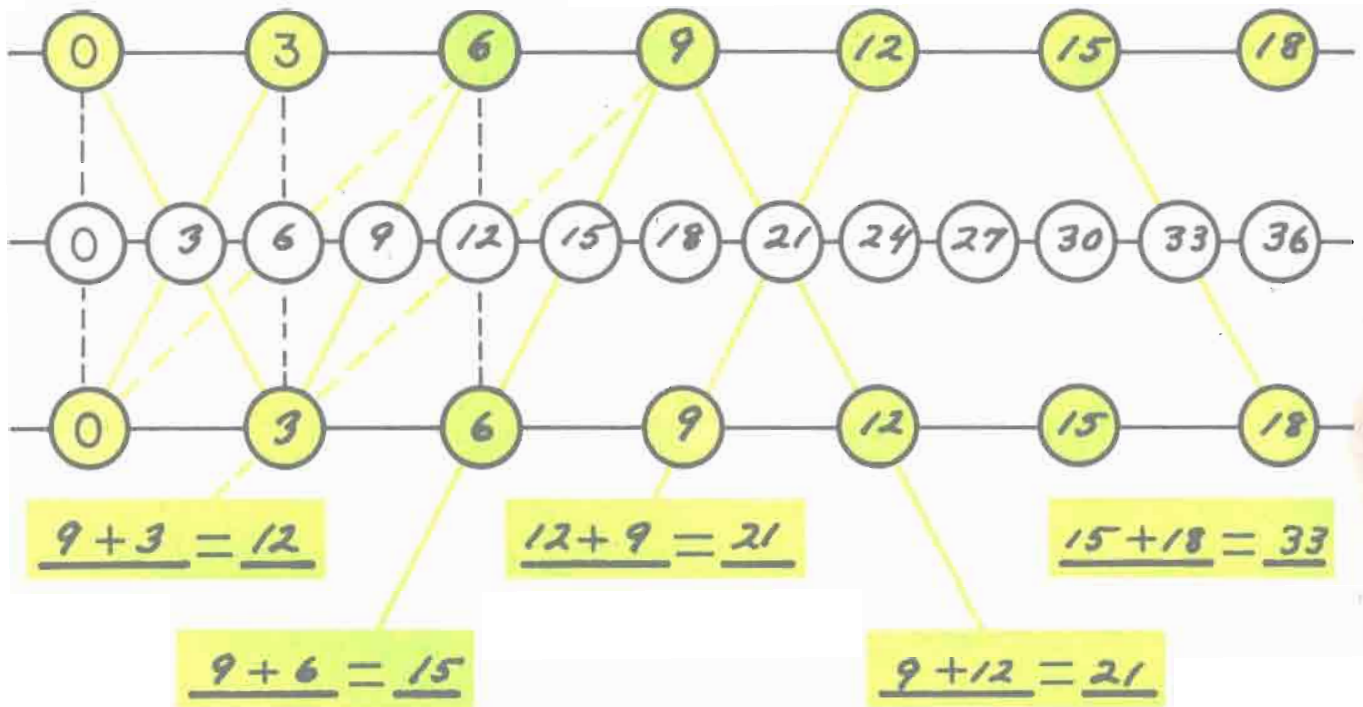 0 3 6 9 12 15 18
0 3 6 9 12 15 18 21 24 27 30 33 36
0 3 6 9 12 15 18
9 + 3 = 12 12 + 9 = 21 15 + 18 = 33
9 + 6 = 15 9 + 12 = 21